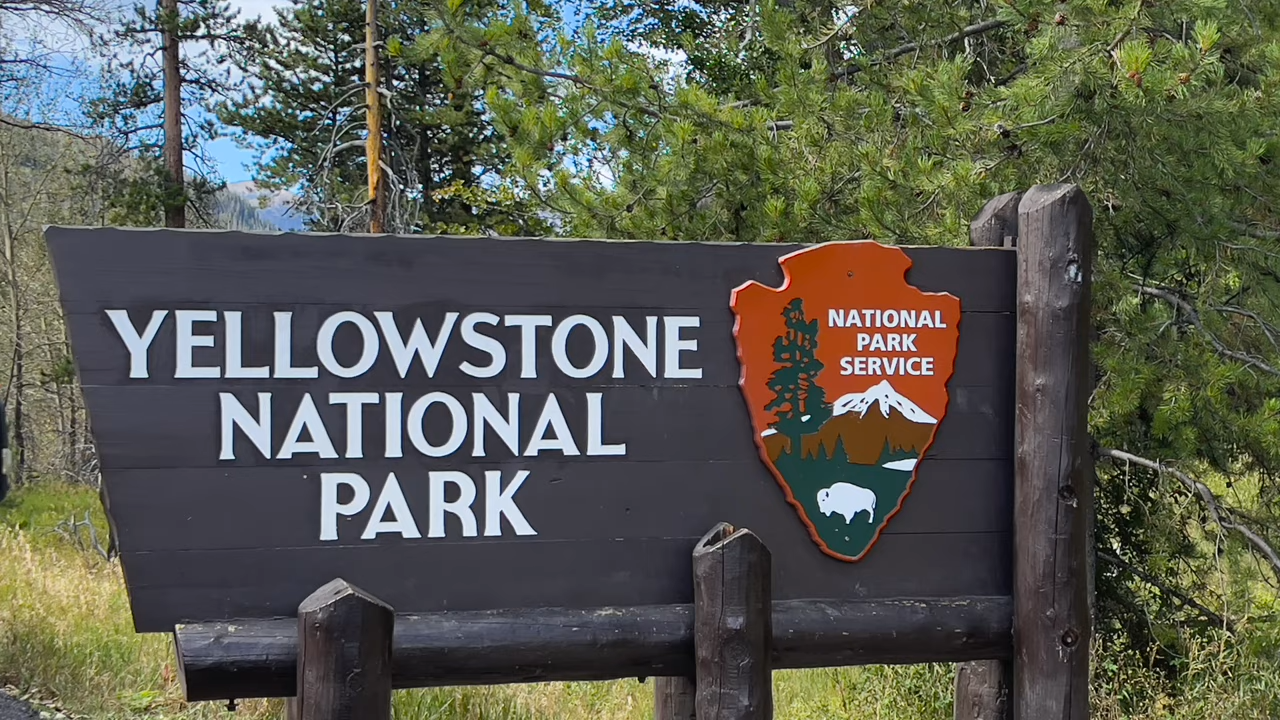 YELLOWSTONE
NATIONAL
PARK
NATIONAL
PARK
SERVICE